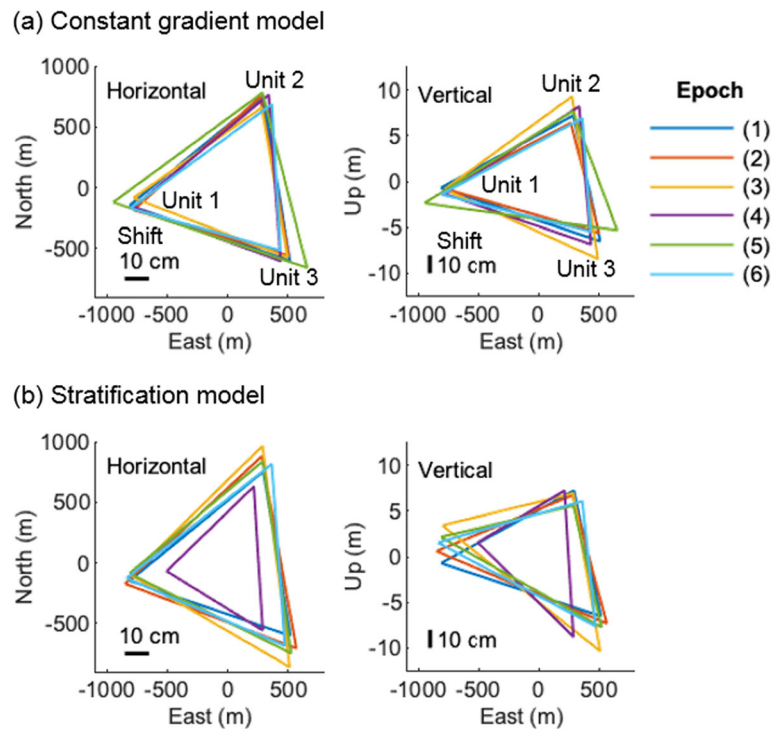 (a) Constant gradient model
Horizontal
Unit 2
Unit 1
Shift
10 cm
Unit 3
1000
500
0
-500
North (m)
-1000 -500 0 500
East (m)
Vertical
Unit 2
Unit 1
Shift
10 cm
Unit 3
10
5
0
-5
-10
Up (m)
-1000 -500 0 500
East (m)
Epoch
(1)
(2)
(3)
(4)
(5)
(6)
(b) Stratification model
Horizontal
10 cm
1000
500
0
-500
North (m)
-1000 -500 0 500
East (m)
Vertical
10 cm
10
5
0
-5
-10
Up (m)
-1000 -500 0 500
East (m)